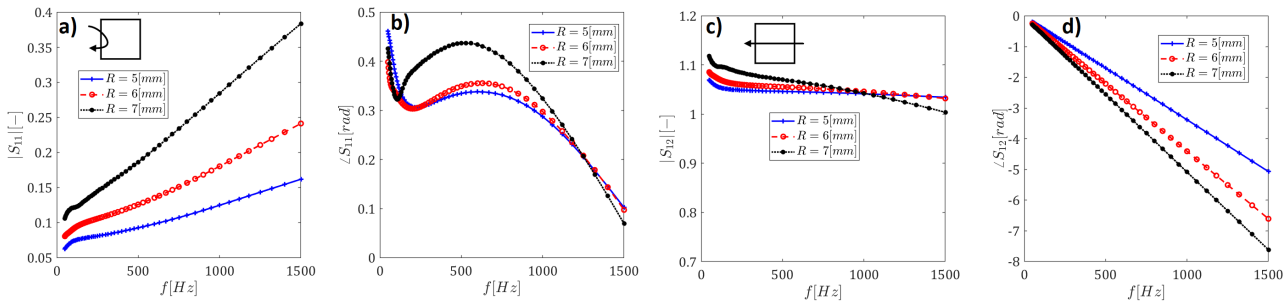 a)
|S11| [−]
0.4
0.35
0.3
0.25
0.2
0.15
0.1
0.05
R = 5[mm]
R = 6[mm]
R = 7[mm]
0 500 1000 1500
f[Hz]
b)
∠S11[rad]
0.5
0.4
0.3
0.2
0.1
0
R = 5[mm]
R = 6[mm]
R = 7[mm]
0 500 1000 1500
f[Hz]
c)
|S12| [−]
1.2
1.1
1
0.9
0.8
0.7
R = 5[mm]
R = 6[mm]
R = 7[mm]
0 500 1000 1500
f[Hz]
d)
∠S12[rad]
0
-1
-2
-3
-4
-5
-6
-7
-8
R = 5[mm]
R = 6[mm]
R = 7[mm]
0 500 1000 1500
f[Hz]